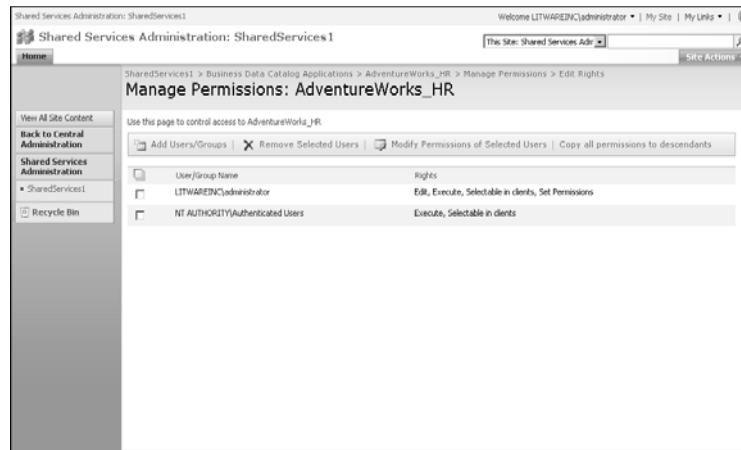 Shared Services Administration: SharedServices1
Welcome LITWAREINC\administrator ▾ | My Site | My Links ▾ |
Shared Services Administration: SharedServices1
This Site: Shared Services Adr
Home
Site Actions
SharedServices1 > Business Data Catalog Applications > AdventureWorks_HR > Manage Permissions > Edit Rights
Manage Permissions: AdventureWorks_HR
View All Site Content
Back to Central
Administration
Shared Services
Administration
▪ SharedServices1
Recycle Bin
Use this page to control access to AdventureWorks_HR
Add Users/Groups | Remove Selected Users | Modify Permissions of Selected Users | Copy all permissions to descendants
User/Group Name Rights
LITWAREINC\administrator Edit, Execute, Selectable in clients, Set Permissions
NT AUTHORITY\Authenticated Users Execute, Selectable in clients